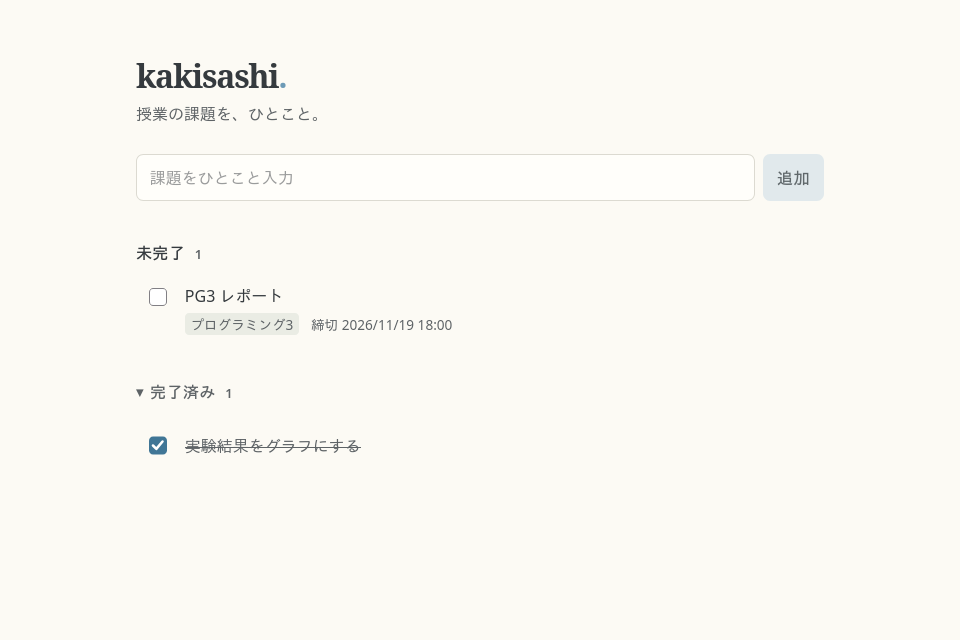 kakisashi.
授業の課題を、ひとこと。
課題をひとこと入力
追加
未完了 1
PG3 レポート
プログラミング3 締切 2026/11/19 18:00
▼ 完了済み 1
実験結果をグラフにする